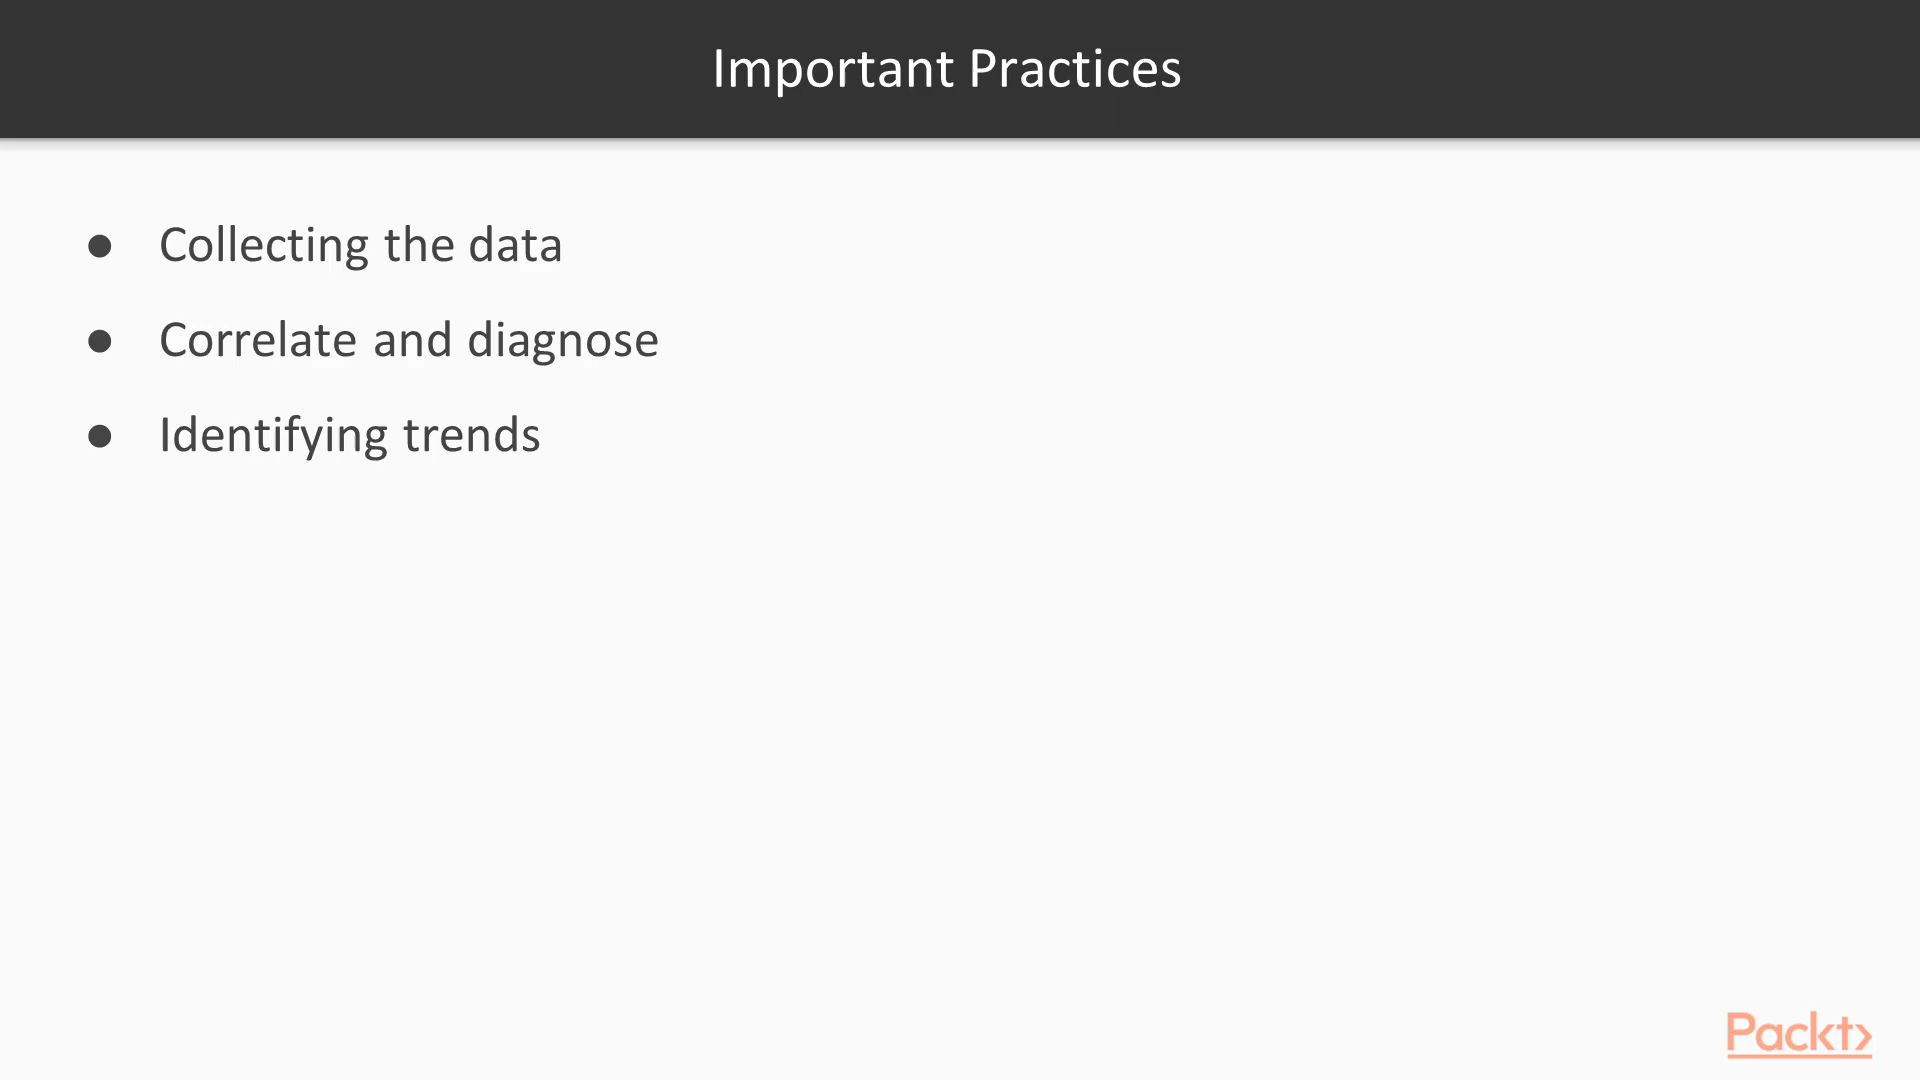 Important Practices
● Collecting the data
● Correlate and diagnose
● Identifying trends
Packt>